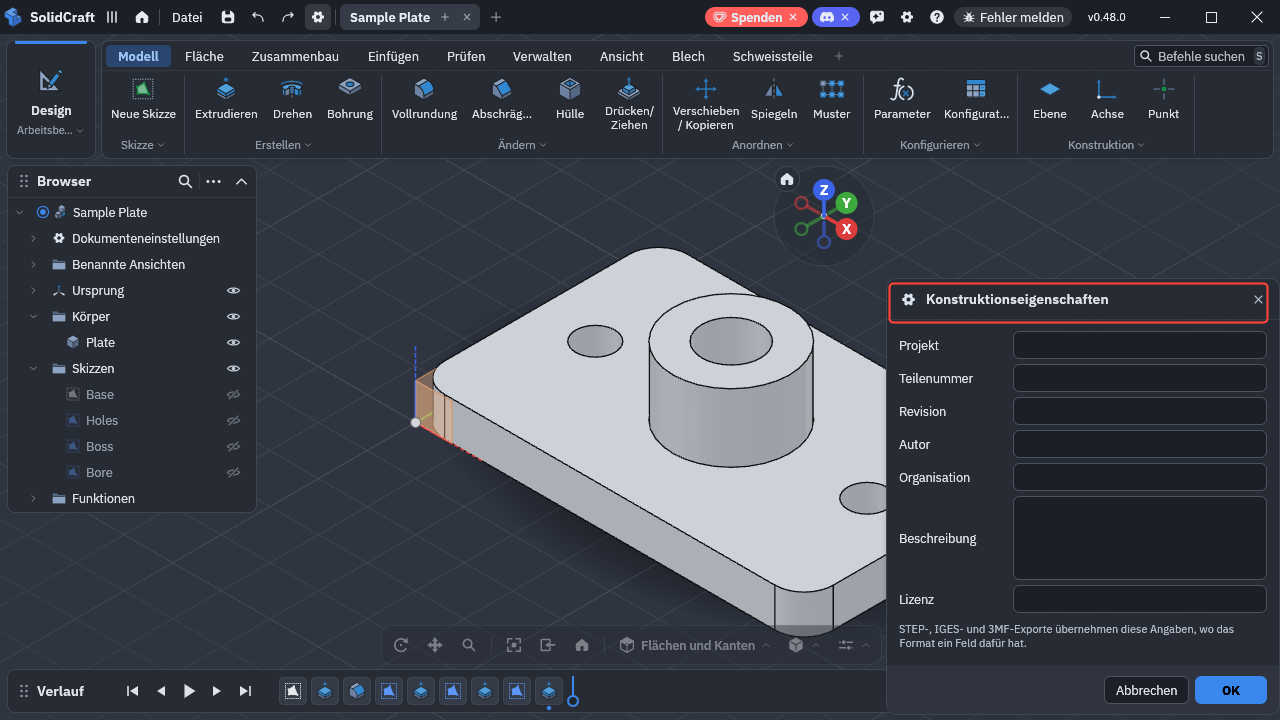 SolidCraft
Datei
Sample Plate
Spenden
Fehler melden
v0.48.0
Design
Arbeitsbe...
Modell
Fläche
Zusammenbau
Einfügen
Prüfen
Verwalten
Ansicht
Blech
Schweissteile
Befehle suchen
S
Neue Skizze
Extrudieren
Drehen
Bohrung
Vollrundung
Abschräg...
Hülle
Drücken/
Ziehen
Verschieben
/ Kopieren
Spiegeln
Muster
Parameter
Konfigurat...
Ebene
Achse
Punkt
Skizze
Erstellen
Ändern
Anordnen
Konfigurieren
Konstruktion
Browser
Sample Plate
Dokumenteneinstellungen
Benannte Ansichten
Ursprung
Körper
Plate
Skizzen
Base
Holes
Boss
Bore
Funktionen
Z
Y
X
Konstruktionseigenschaften
Projekt
Teilenummer
Revision
Autor
Organisation
Beschreibung
Lizenz
STEP-, IGES- und 3MF-Exporte übernehmen diese Angaben, wo das
Format ein Feld dafür hat.
Abbrechen
OK
Flächen und Kanten
Verlauf